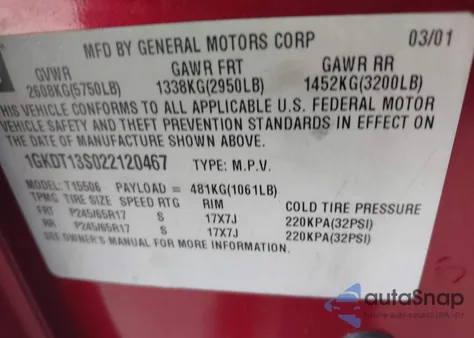 MFD BY GENERAL MOTORS CORP 03/01
GVWR GAWR FRT GAWR RR
2608KG(5750LB) 1338KG(2950LB) 1452KG(3200LB)
THIS VEHICLE CONFORMS TO ALL APPLICABLE U.S. FEDERAL MOTOR
VEHICLE SAFETY AND THEFT PREVENTION STANDARDS IN EFFECT ON
THE DATE OF MANUFACTURE SHOWN ABOVE.
1GKDT13S022120467 TYPE: M.P.V.
MODEL: T15506 PAYLOAD = 481KG(1061LB)
TPMG TIRE SIZE SPEED RTG RIM COLD TIRE PRESSURE
FRT P245/65R17 S 17X7J 220KPA(32PSI)
RR P245/65R17 S 17X7J 220KPA(32PSI)
SEE OWNER'S MANUAL FOR MORE INFORMATION.
autoSnap